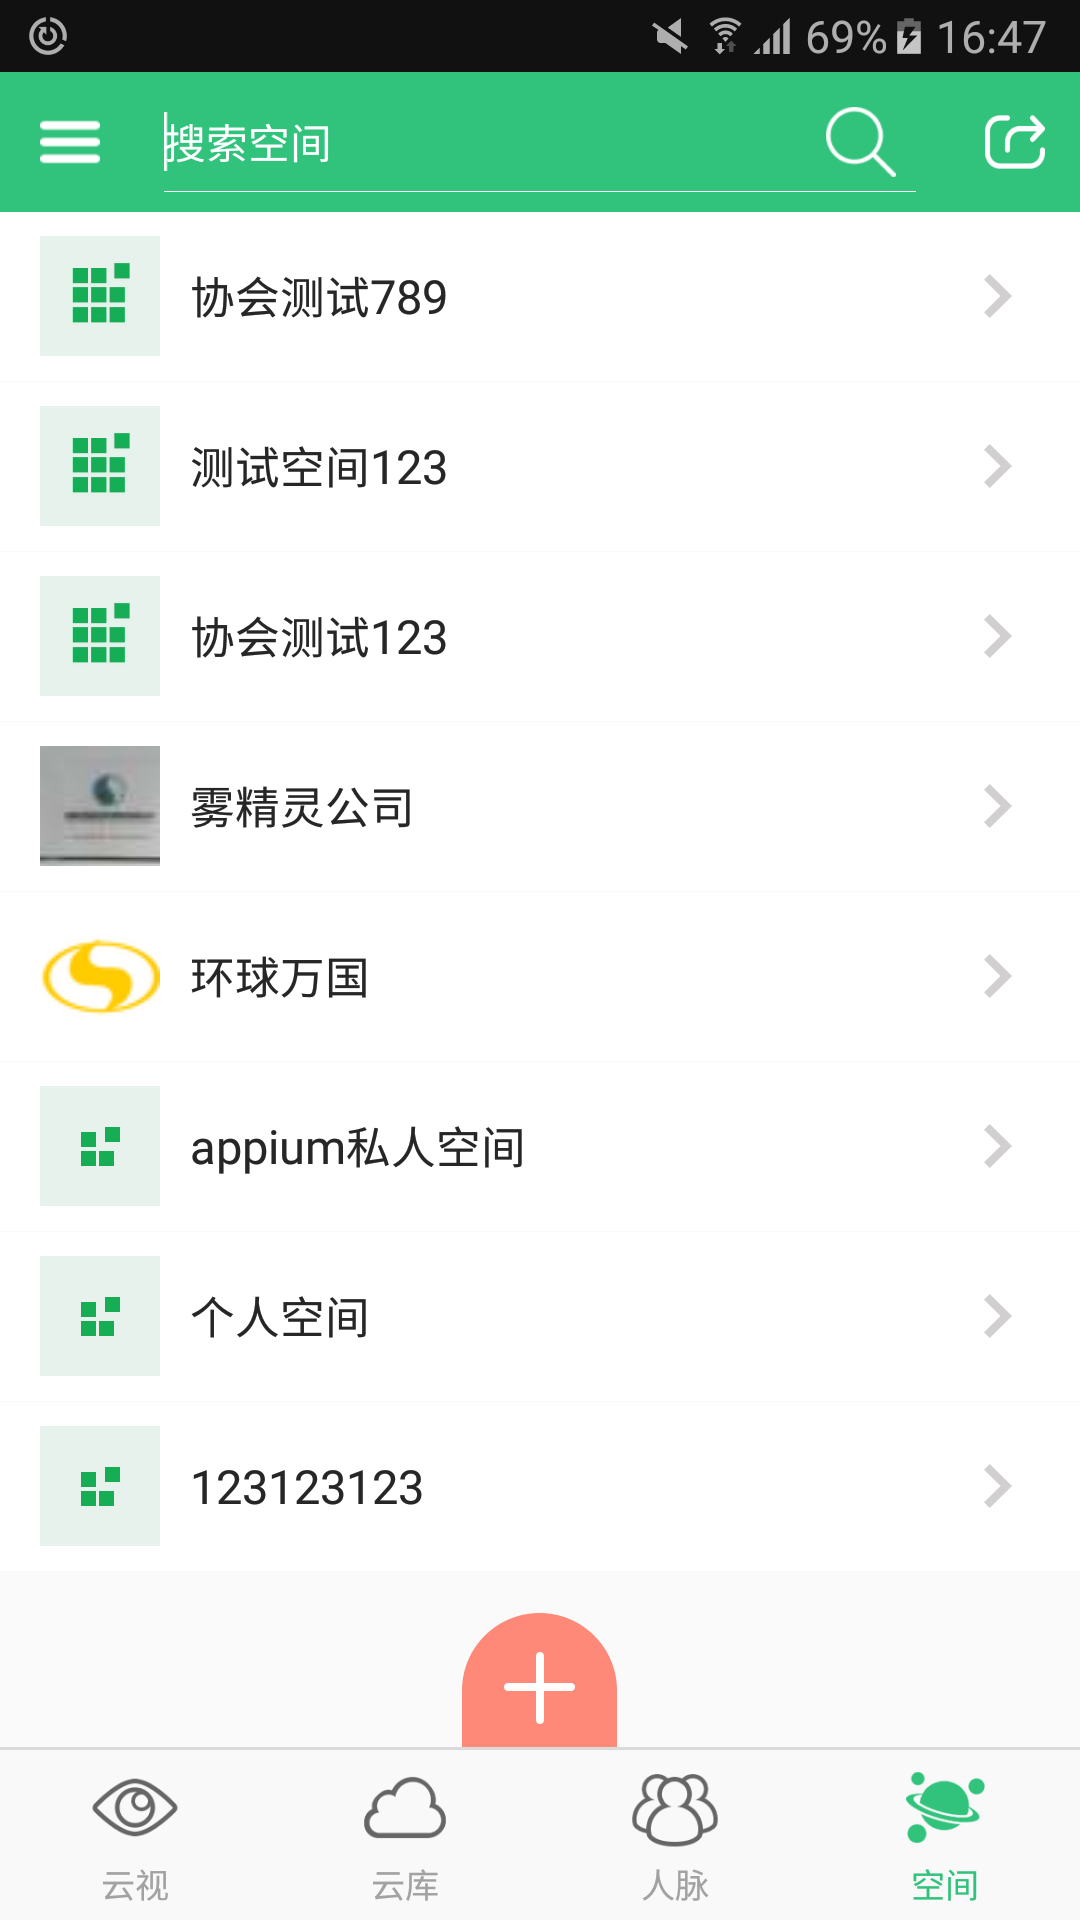 69% 16:47
搜索空间
协会测试789
测试空间123
协会测试123
雾精灵公司
环球万国
appium私人空间
个人空间
123123123
云视 云库 人脉 空间